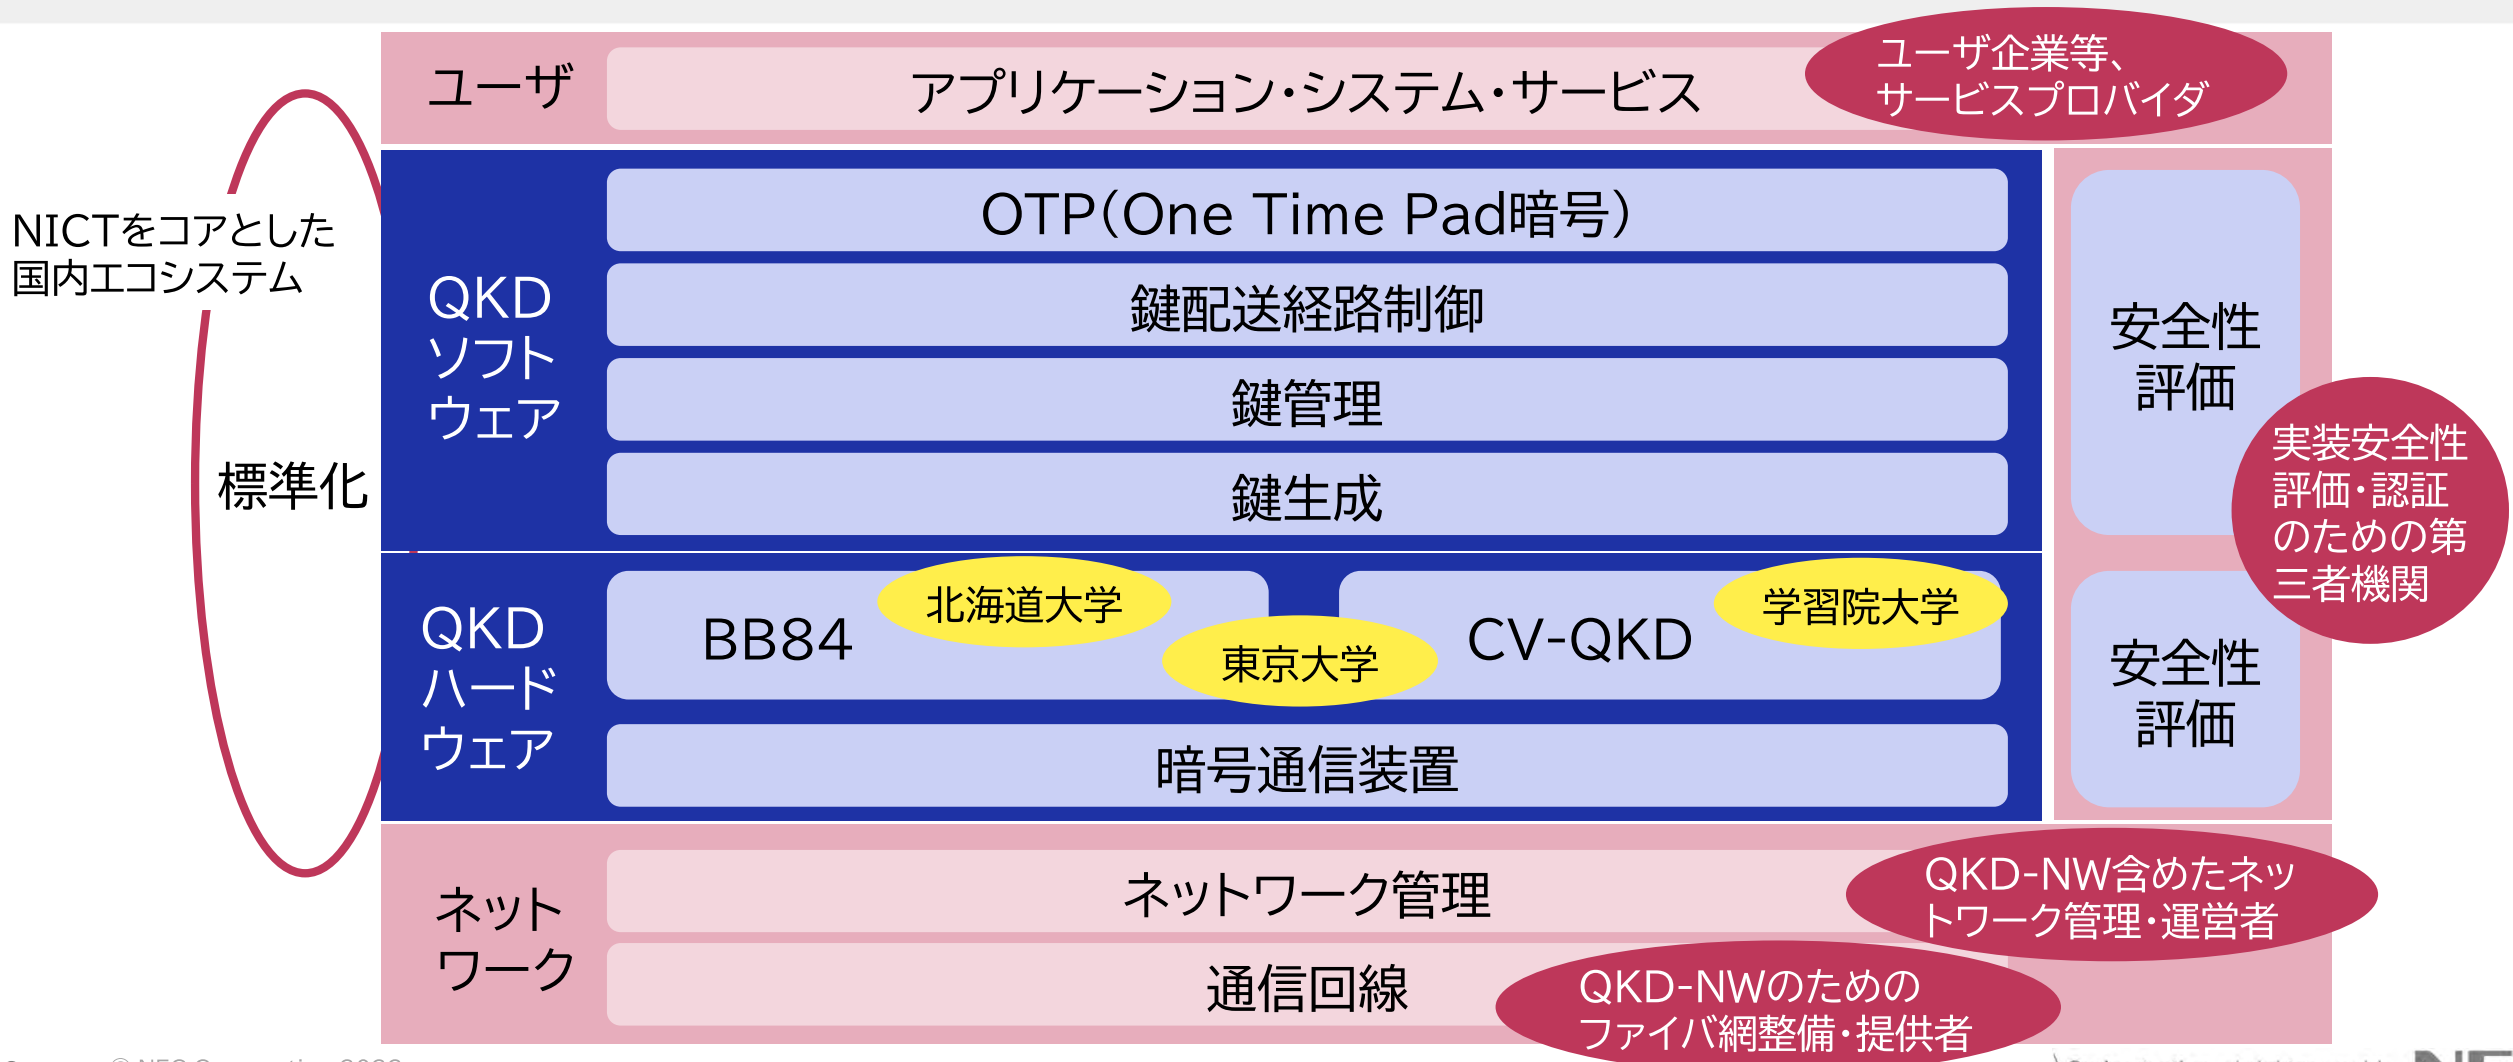 ユーザ
アプリケーション・システム・サービス
ユーザ企業等、
サービスプロバイダ
NICTをコアとした
国内エコシステム
標準化
QKD
ソフト
ウェア
OTP(One Time Pad暗号)
鍵配送経路制御
鍵管理
鍵生成
安全性
評価
実装安全性
評価・認証
のための第
三者機関
QKD
ハード
ウェア
BB84
北海道大学
東京大学
CV-QKD
学習院大学
暗号通信装置
安全性
評価
ネット
ワーク
ネットワーク管理
QKD-NW含めたネッ
トワーク管理・運営者
通信回線
QKD-NWのための
ファイバ網整備・提供者